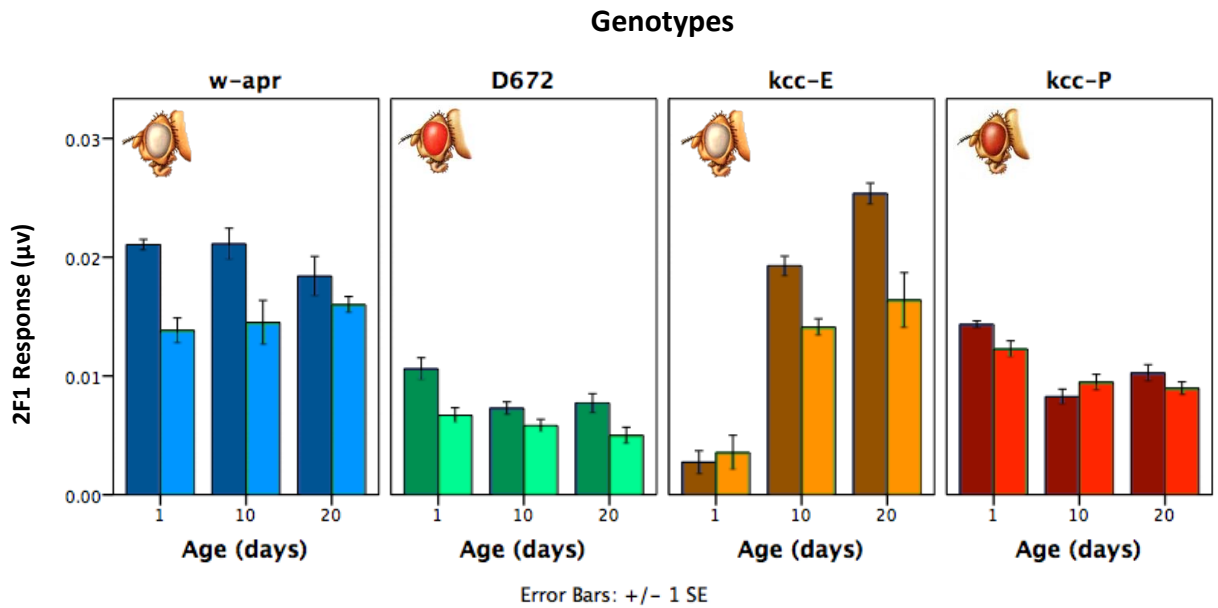 Genotypes
w-apr D672 kcc-E kcc-P
2F1 Response (μv)
0.03
0.02
0.01
0.00
1 10 20 1 10 20 1 10 20 1 10 20
Age (days) Age (days) Age (days) Age (days)
Error Bars: +/- 1 SE